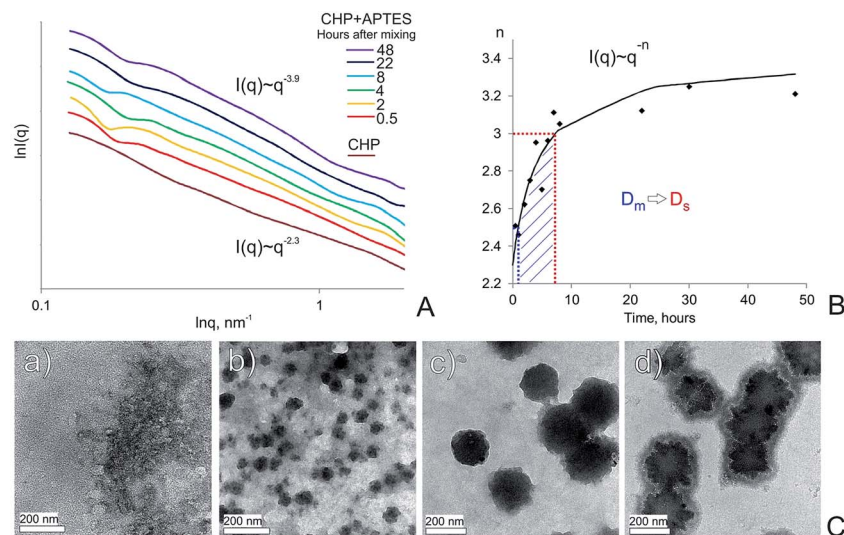 CHP+APTES
Hours after mixing
48
22
8
4
2
0.5
CHP
I(q)~q^-3.9
I(q)~q^-2.3
lnI(q)
0.1
1
lnq, nm^-1
A
n
3.4
3.2
3
2.8
2.6
2.4
2.2
I(q)~q^-n
Dm⇨Ds
0
10
20
30
40
50
Time, hours
B
a)
b)
c)
d)
200 nm
200 nm
200 nm
200 nm
C